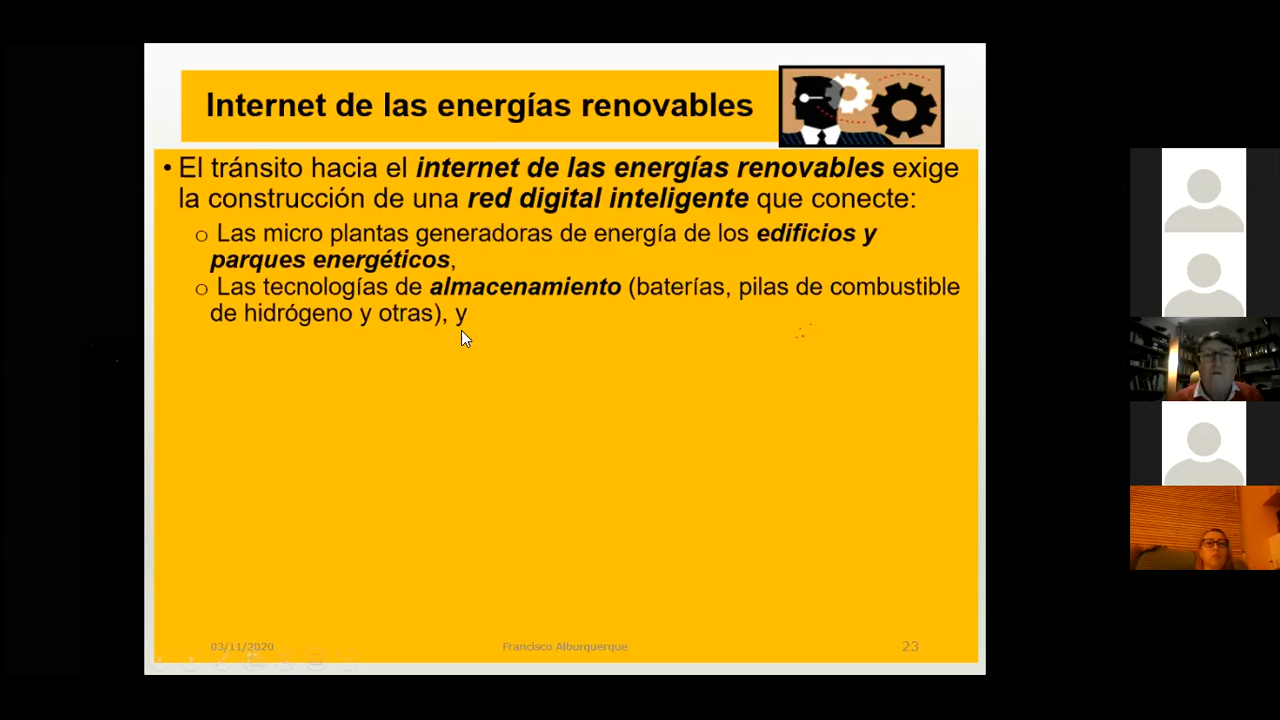 Internet de las energías renovables
• El tránsito hacia el internet de las energías renovables exige
la construcción de una red digital inteligente que conecte:
o Las micro plantas generadoras de energía de los edificios y
parques energéticos,
o Las tecnologías de almacenamiento (baterías, pilas de combustible
de hidrógeno y otras), y
03/11/2020 Francisco Alburquerque 23